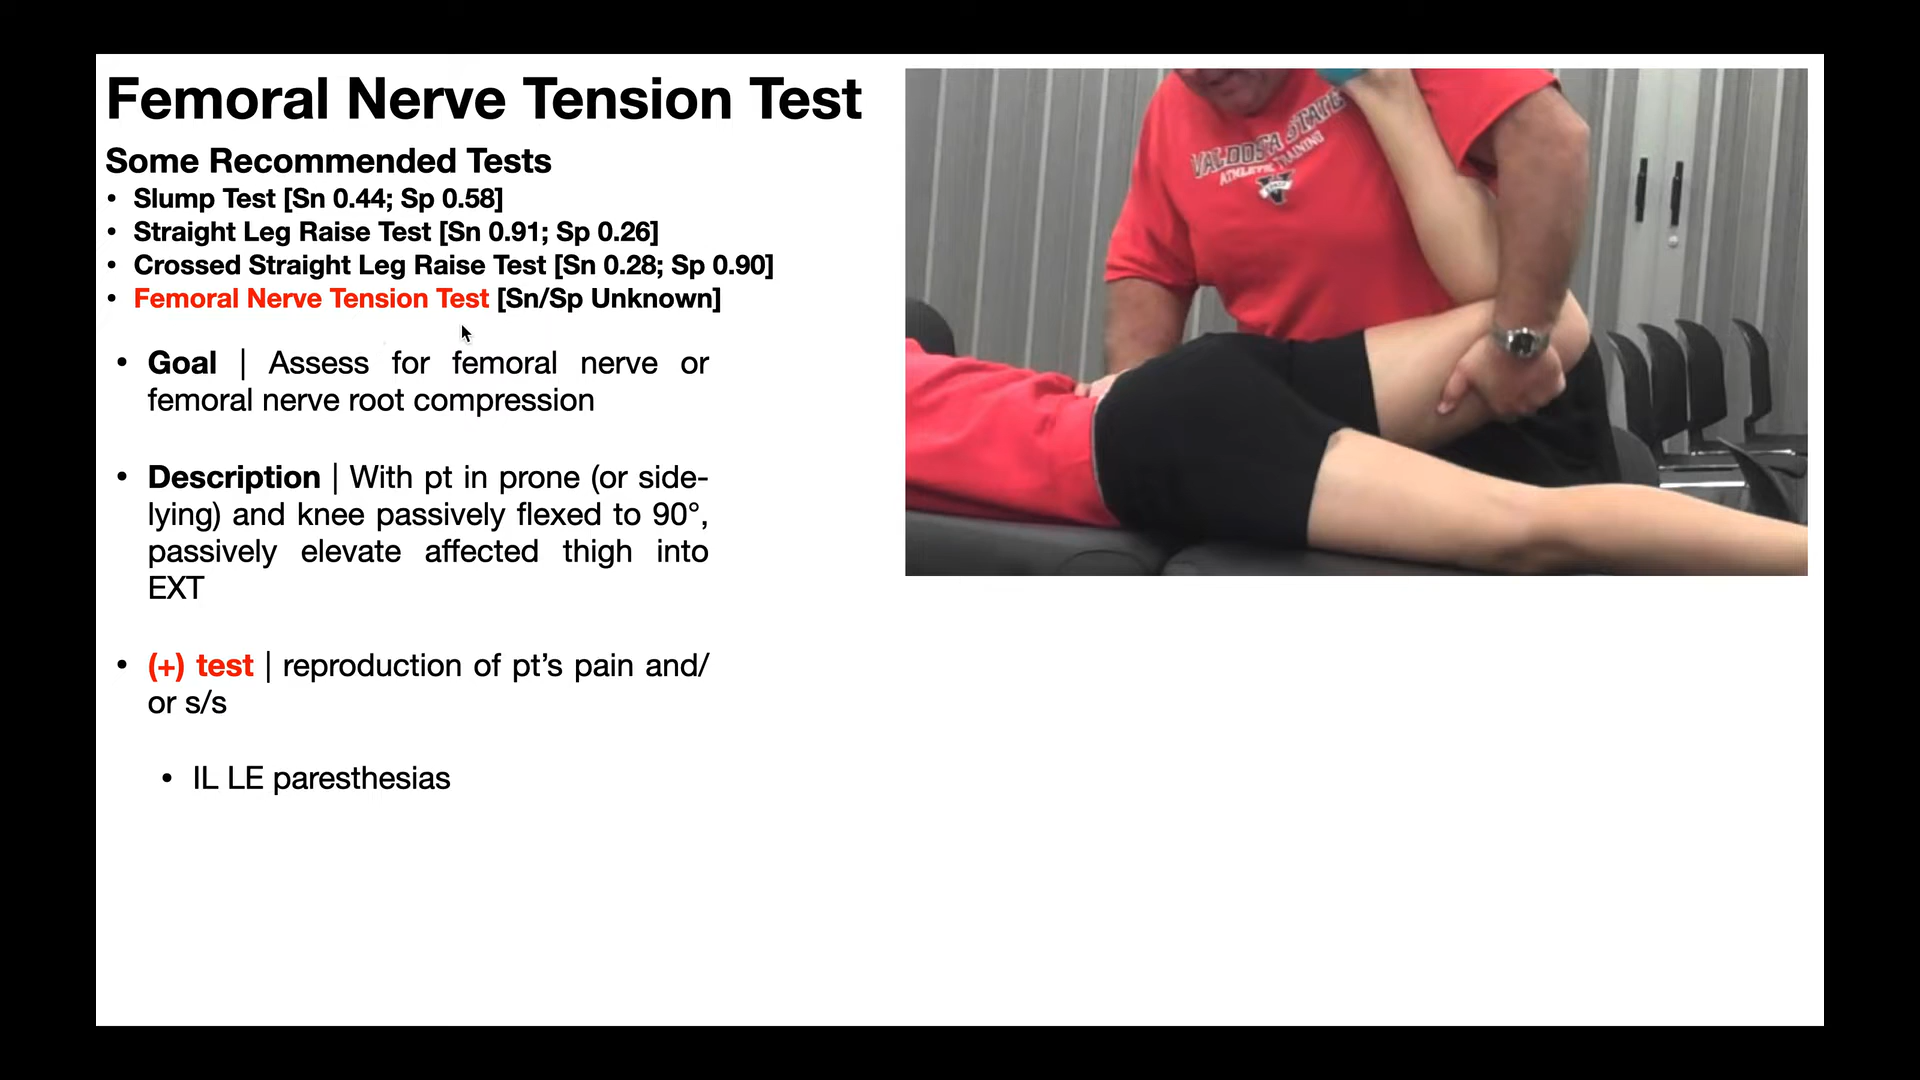 Femoral Nerve Tension Test
Some Recommended Tests
• Slump Test [Sn 0.44; Sp 0.58]
• Straight Leg Raise Test [Sn 0.91; Sp 0.26]
• Crossed Straight Leg Raise Test [Sn 0.28; Sp 0.90]
• Femoral Nerve Tension Test [Sn/Sp Unknown]
• Goal | Assess for femoral nerve or
femoral nerve root compression
• Description | With pt in prone (or side-
lying) and knee passively flexed to 90°,
passively elevate affected thigh into
EXT
• (+) test | reproduction of pt’s pain and/
or s/s
• IL LE paresthesias
VALDOSTA STATE
ATHLETIC TRAINING